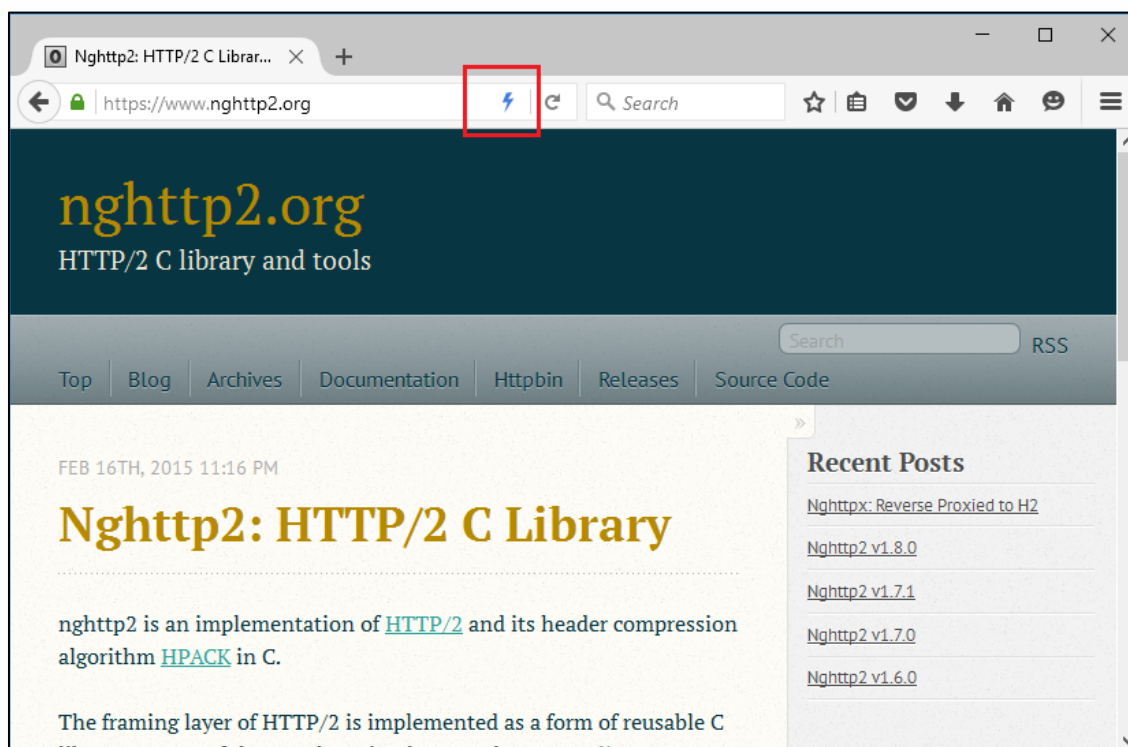 Nghttp2: HTTP/2 C Librar...
https://www.nghttp2.org
Search
nghttp2.org
HTTP/2 C library and tools
Search
RSS
Top Blog Archives Documentation Httpbin Releases Source Code
»
FEB 16TH, 2015 11:16 PM
Nghttp2: HTTP/2 C Library
nghttp2 is an implementation of HTTP/2 and its header compression
algorithm HPACK in C.
The framing layer of HTTP/2 is implemented as a form of reusable C
Recent Posts
Nghttpx: Reverse Proxied to H2
Nghttp2 v1.8.0
Nghttp2 v1.7.1
Nghttp2 v1.7.0
Nghttp2 v1.6.0